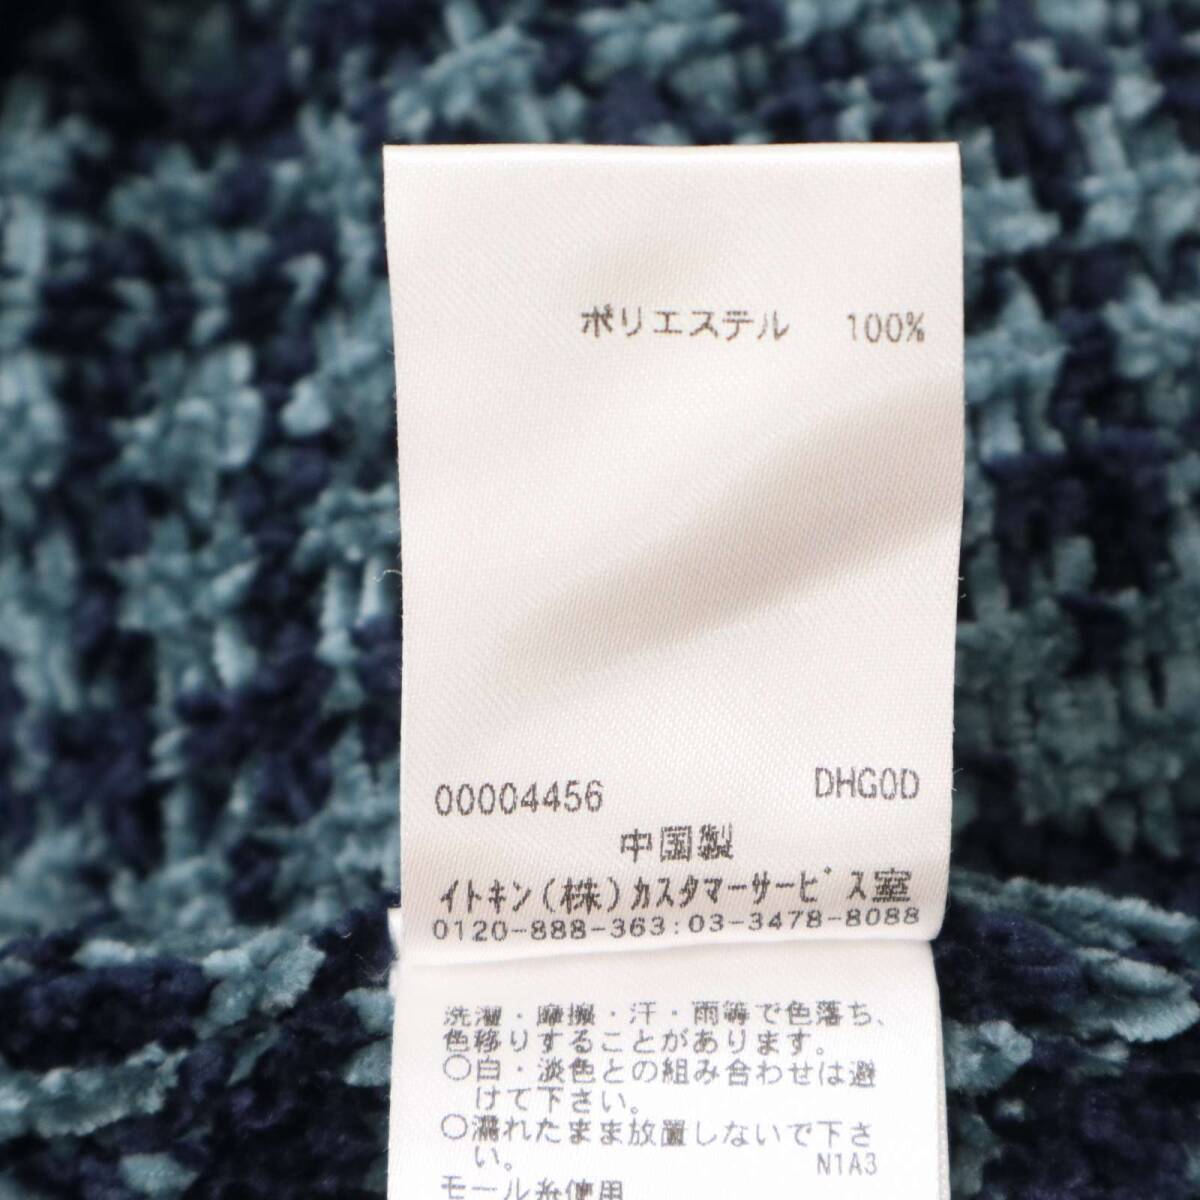 ポリエステル 100%
00004456 DHG0D
中国製
イトキン(株)カスタマーサービス室
0120-888-363:03-3478-8088
洗濯・摩擦・汗・雨等で色落ち、
色移りすることがあります。
○白・淡色との組み合わせは避
けて下さい。
○濡れたまま放置しないで下さ
い。 N1A3
モール糸使用